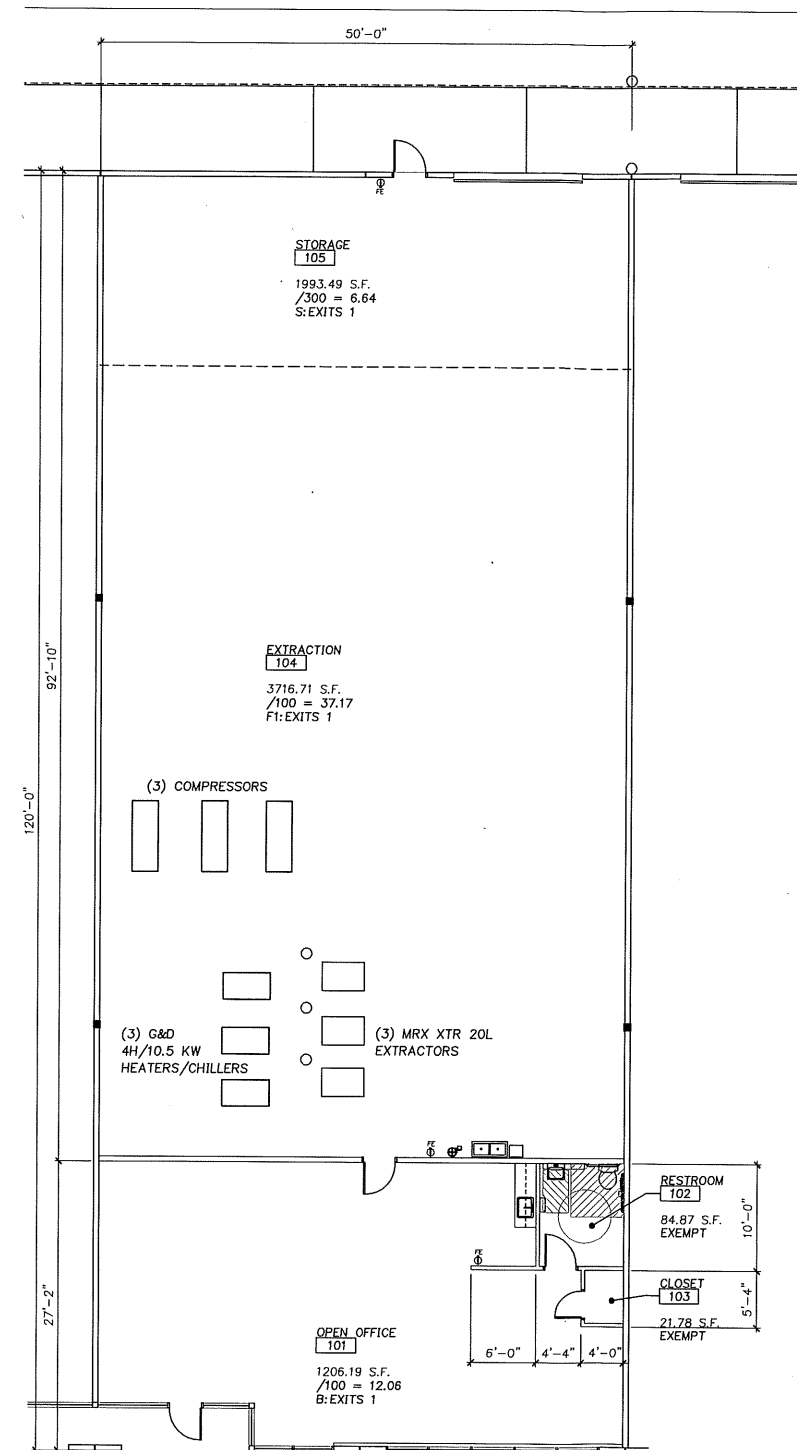 50'-0"
FE
STORAGE
105
1993.49 S.F.
/300 = 6.64
S:EXITS 1
92'-10"
120'-0"
EXTRACTION
104
3716.71 S.F.
/100 = 37.17
F1:EXITS 1
(3) COMPRESSORS
(3) G&D
4H/10.5 KW
HEATERS/CHILLERS
(3) MRX XTR 20L
EXTRACTORS
FE
RESTROOM
102
84.87 S.F.
EXEMPT
10'-0"
FE
CLOSET
103
21.78 S.F.
EXEMPT
5'-4"
27'-2"
6'-0"
4'-4"
4'-0"
OPEN OFFICE
101
1206.19 S.F.
/100 = 12.06
B:EXITS 1